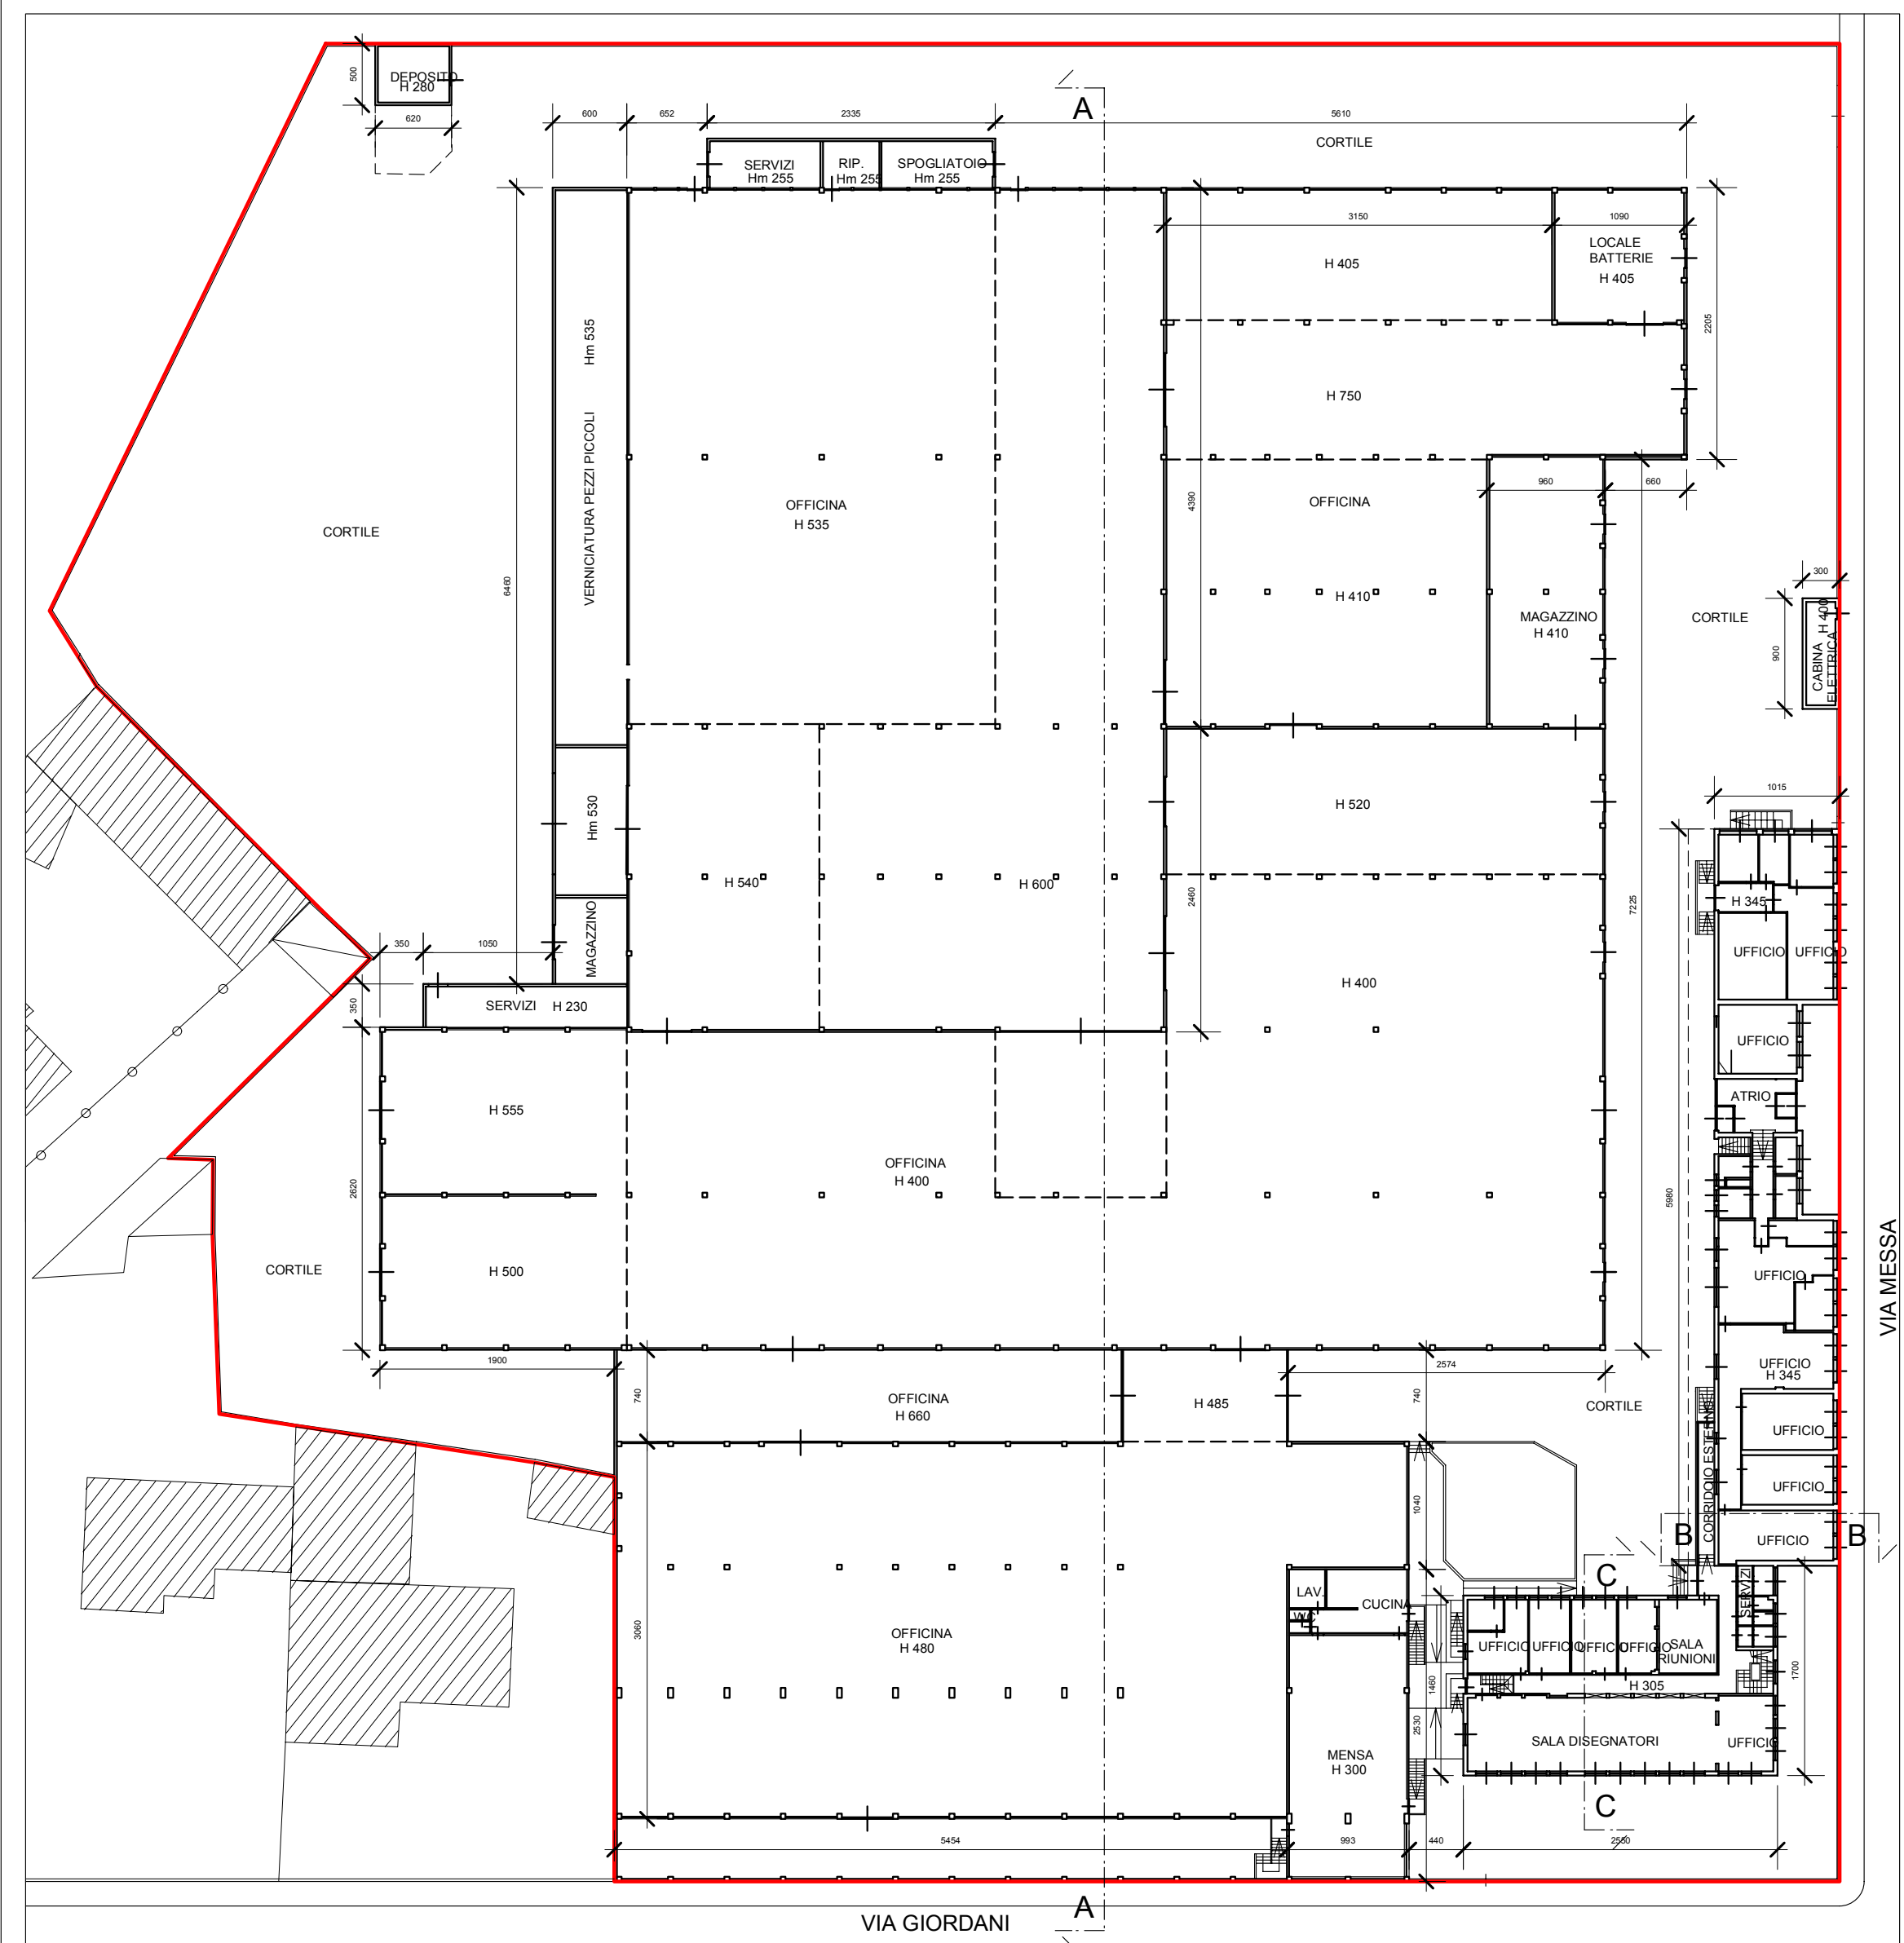 500
DEPOSITO
H 280
620
600
652
2335
A
5610
CORTILE
SERVIZI
Hm 255
RIP.
Hm 255
SPOGLIATOIO
Hm 255
3150
1090
LOCALE
BATTERIE
H 405
H 405
2205
Hm 535
VERNICIATURA PEZZI PICCOLI
H 750
OFFICINA
H 535
OFFICINA
4390
960
660
CORTILE
6460
H 410
MAGAZZINO
H 410
300
CORTILE
900
CABINA
ELETTRICA
H 400
1015
Hm 530
H 520
H 540
H 600
2460
7225
H 345
UFFICIO
UFFICIO
MAGAZZINO
350
1050
H 400
SERVIZI
H 230
350
UFFICIO
ATRIO
H 555
OFFICINA
H 400
2620
5980
CORTILE
H 500
UFFICIO
VIA MESSA
1900
2574
UFFICIO
H 345
740
OFFICINA
H 660
H 485
740
CORTILE
UFFICIO
CORRIDOIO ESTERNO
UFFICIO
1040
B
B
UFFICIO
C
LAV.
CUCINA
WC
SERVIZI
3060
OFFICINA
H 480
UFFICIO
UFFICIO
UFFICIO
UFFICIO
SALA
RIUNIONI
1460
H 305
1700
2530
SALA DISEGNATORI
UFFICIO
MENSA
H 300
C
5454
993
440
2550
A
VIA GIORDANI